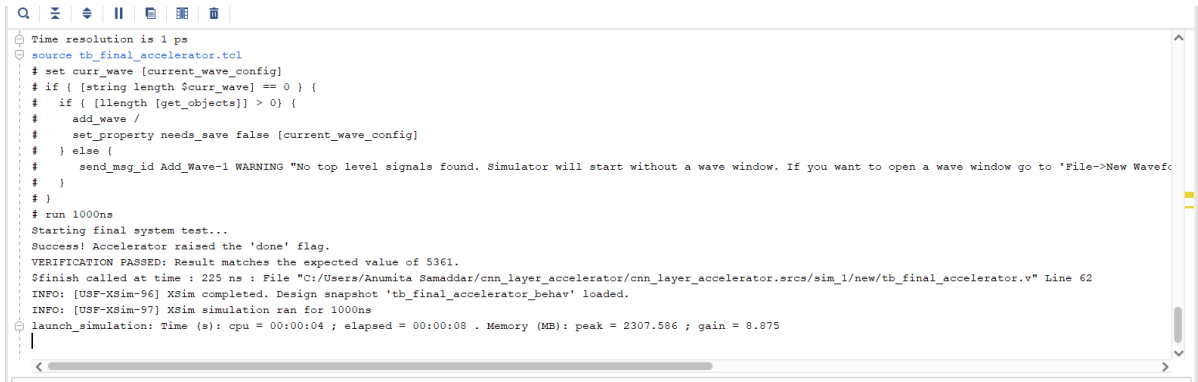 Time resolution is 1 ps
source tb_final_accelerator.tcl
# set curr_wave [current_wave_config]
# if { [string length $curr_wave] == 0 } {
#   if { [llength [get_objects]] > 0} {
#     add_wave /
#     set_property needs_save false [current_wave_config]
#   } else {
#      send_msg_id Add_Wave-1 WARNING "No top level signals found. Simulator will start without a wave window. If you want to open a wave window go to 'File->New Wavefo
#   }
# }
# run 1000ns
Starting final system test...
Success! Accelerator raised the 'done' flag.
VERIFICATION PASSED: Result matches the expected value of 5361.
$finish called at time : 225 ns : File "C:/Users/Anumita Samaddar/cnn_layer_accelerator/cnn_layer_accelerator.srcs/sim_1/new/tb_final_accelerator.v" Line 62
INFO: [USF-XSim-96] XSim completed. Design snapshot 'tb_final_accelerator_behav' loaded.
INFO: [USF-XSim-97] XSim simulation ran for 1000ns
launch_simulation: Time (s): cpu = 00:00:04 ; elapsed = 00:00:08 . Memory (MB): peak = 2307.586 ; gain = 8.875